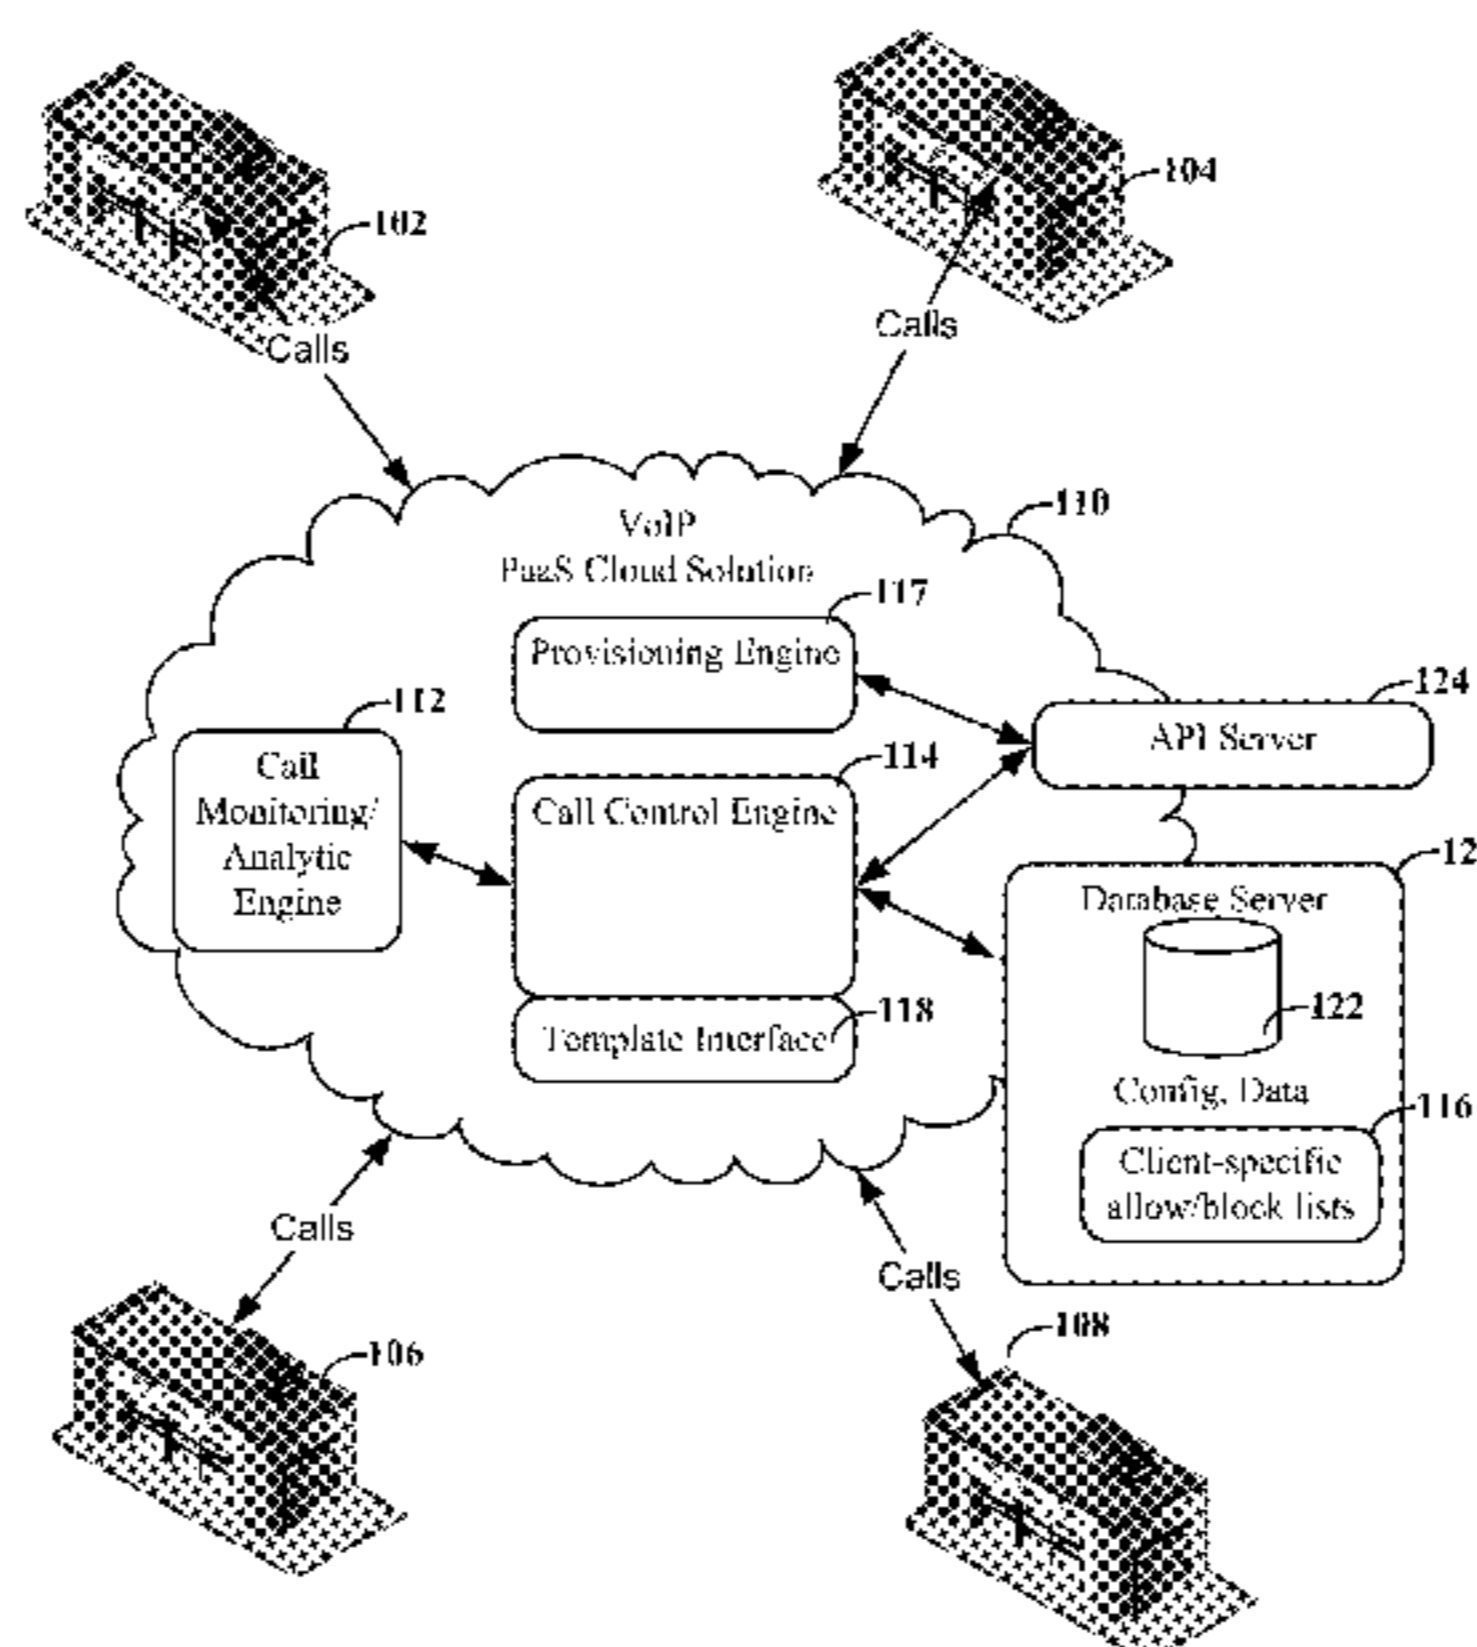 104
102
Calls
Calls
110
VoIP
PaaS Cloud Solution
117
Provisioning Engine
124
API Server
112
Call
Monitoring/
Analytic
Engine
114
Call Control Engine
12
Database Server
122
118
Template Interface
Config. Data
116
Client-specific
allow/block lists
Calls
Calls
108
106